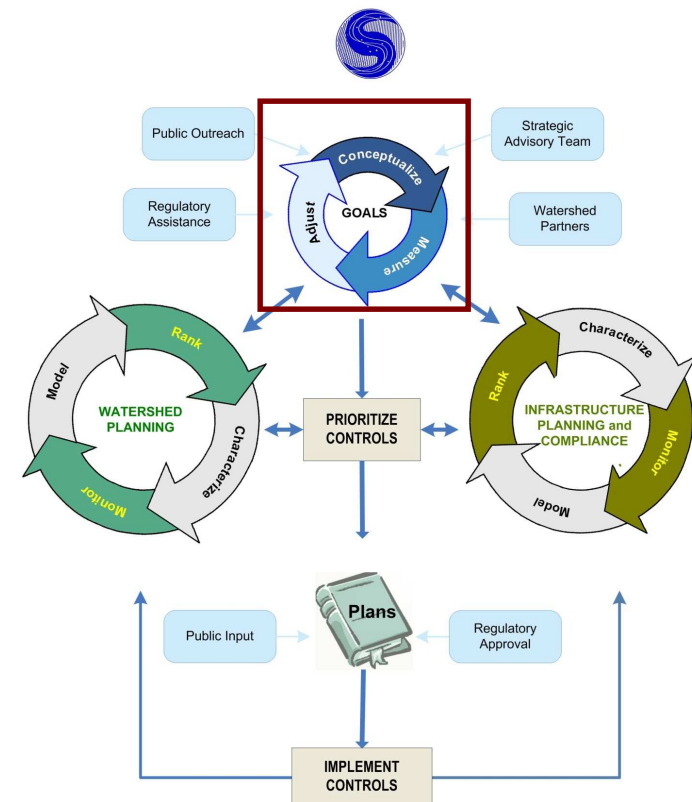 Public Outreach
Strategic
Advisory Team
Conceptualize
Regulatory
Assistance
GOALS
Adjust
Measure
Watershed
Partners
Rank
Model
WATERSHED
PLANNING
Characterize
Monitor
PRIORITIZE
CONTROLS
Characterize
Rank
INFRASTRUCTURE
PLANNING and
COMPLIANCE
Monitor
Model
Plans
Public Input
Regulatory
Approval
IMPLEMENT
CONTROLS